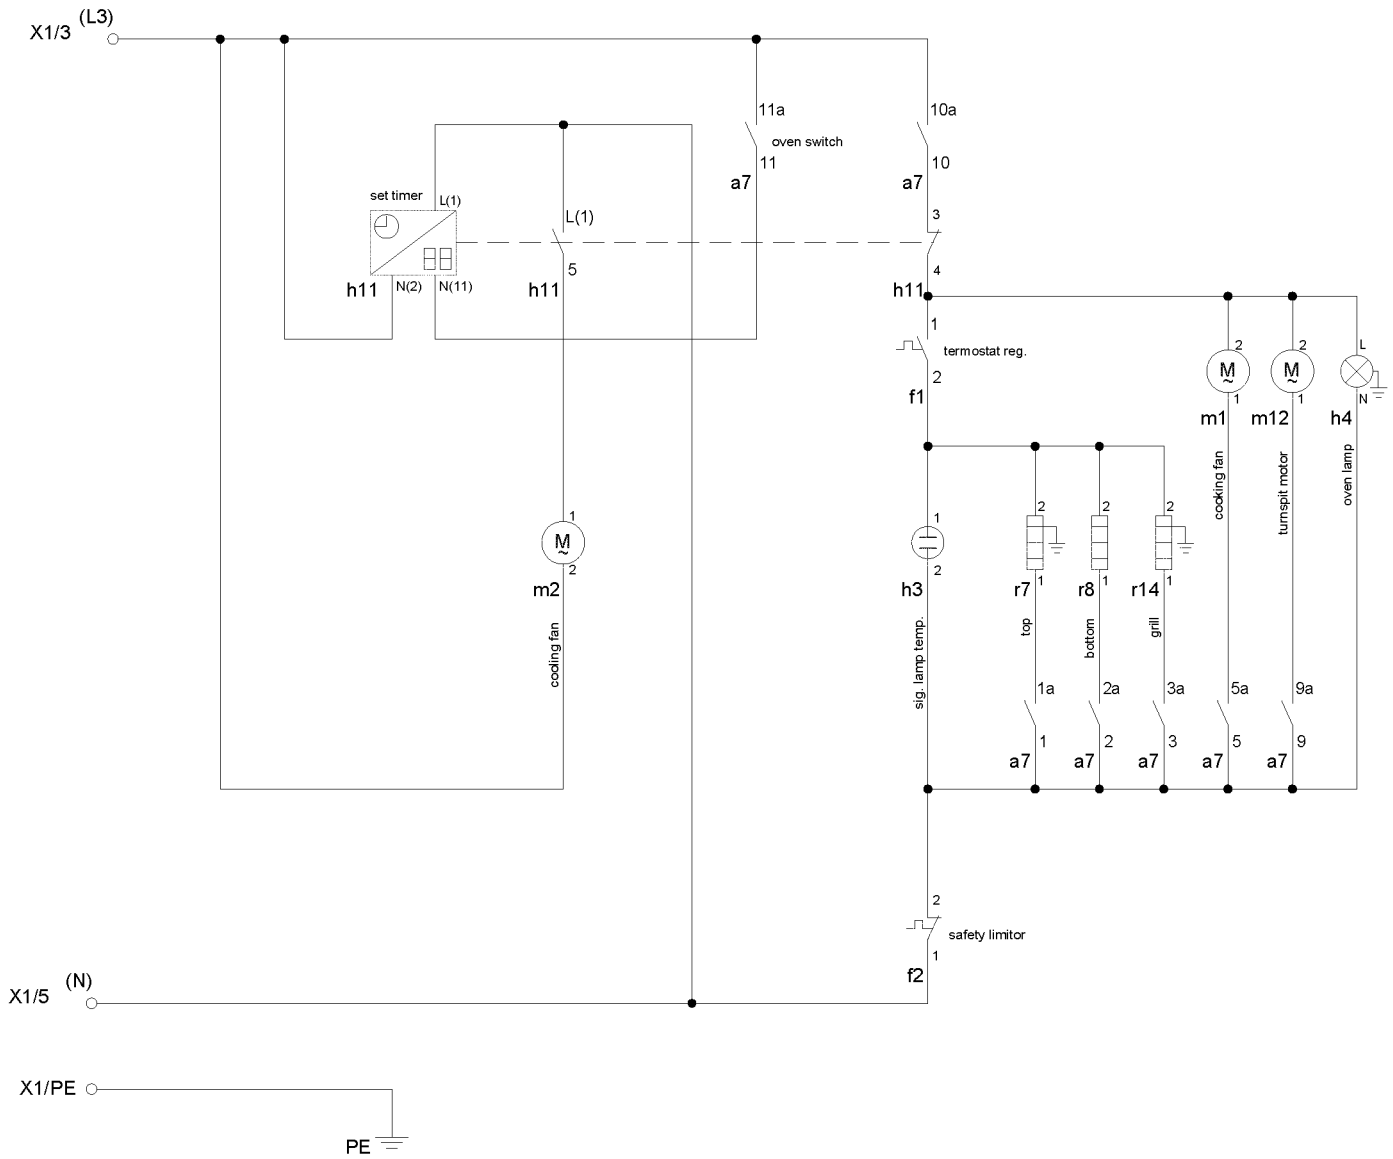 (L3)
X1/3
11a
10a
oven switch
11
10
a7
a7
set timer
L(1)
L(1)
3
5
4
h11
N(2)
N(11)
h11
h11
1
termostat reg.
2
f1
2
M
~
1
m1
cooking fan
2
M
~
1
m12
turnspit motor
L
N
h4
oven lamp
1
M
~
2
m2
cooling fan
1
2
h3
sig. lamp temp.
2
1
r7
top
2
1
r8
bottom
2
1
r14
grill
1a
2a
3a
5a
9a
1
2
3
5
9
a7
a7
a7
a7
a7
2
safety limitor
1
f2
(N)
X1/5
X1/PE
PE